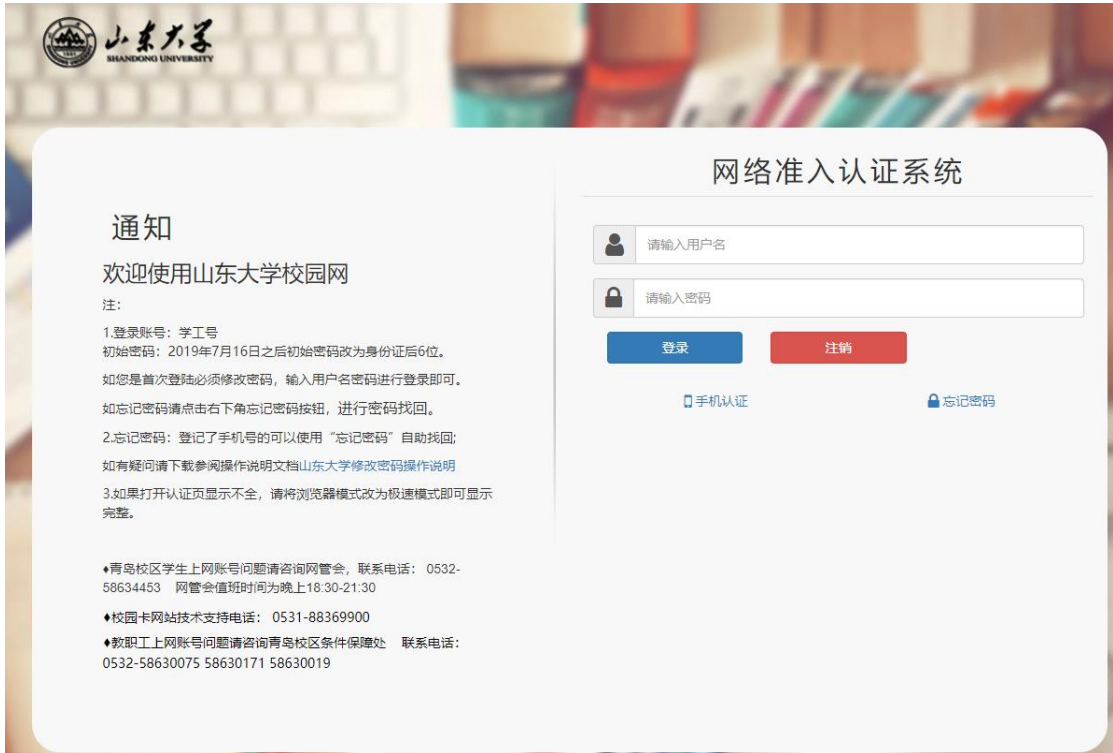 山东大学
SHANDONG UNIVERSITY
通知
欢迎使用山东大学校园网
注：
1.登录账号：学工号
初始密码：2019年7月16日之后初始密码改为身份证后6位。
如您是首次登陆必须修改密码，输入用户名密码进行登录即可。
如忘记密码请点击右下角忘记密码按钮，进行密码找回。
2.忘记密码：登记了手机号的可以使用“忘记密码”自助找回;
如有疑问请下载参阅操作说明文档山东大学修改密码操作说明
3.如果打开认证页显示不全，请将浏览器模式改为极速模式即可显示
完整。
♦青岛校区学生上网账号问题请咨询网管会，联系电话： 0532-
58634453 网管会值班时间为晚上18:30-21:30
♦校园卡网站技术支持电话： 0531-88369900
♦教职工上网账号问题请咨询青岛校区条件保障处 联系电话：
0532-58630075 58630171 58630019
网络准入认证系统
请输入用户名
请输入密码
登录 注销
手机认证 忘记密码